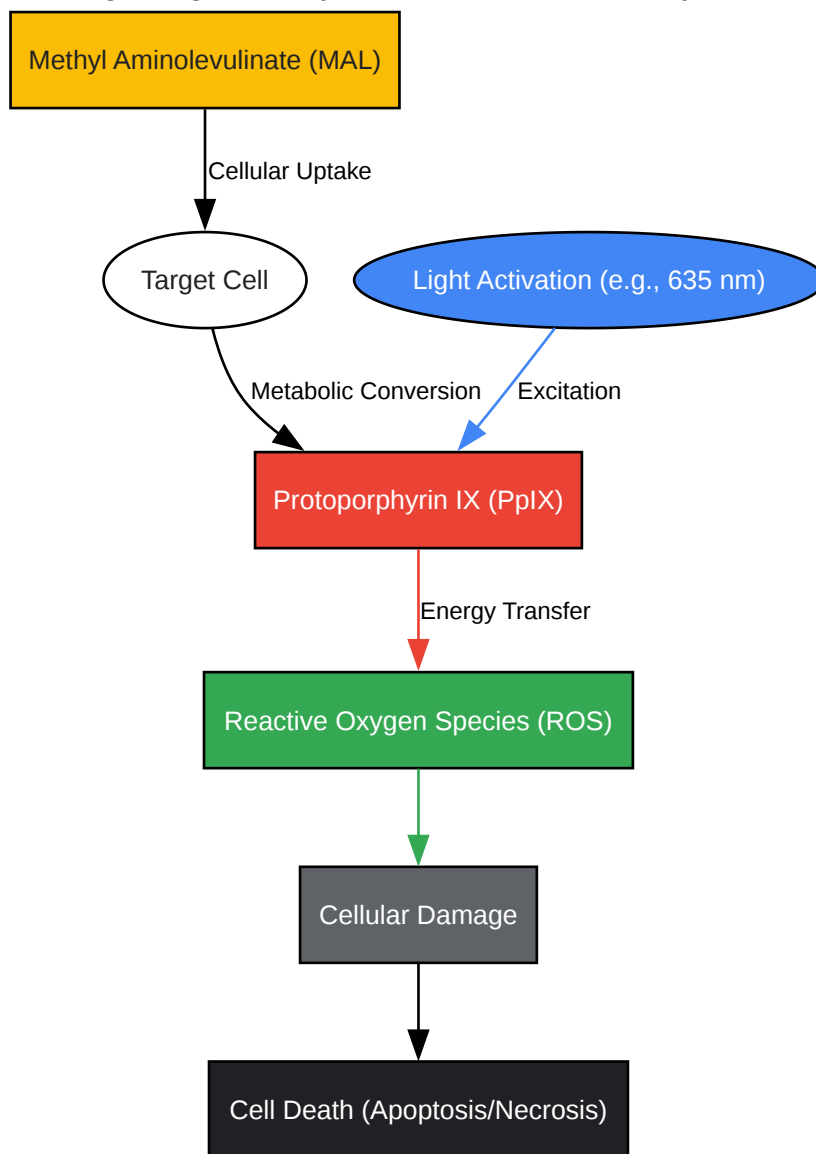 Methyl Aminolevulinate (MAL)
Cellular Uptake
Target Cell
Light Activation (e.g., 635 nm)
Metabolic Conversion
Excitation
Protoporphyrin IX (PpIX)
Energy Transfer
Reactive Oxygen Species (ROS)
Cellular Damage
Cell Death (Apoptosis/Necrosis)